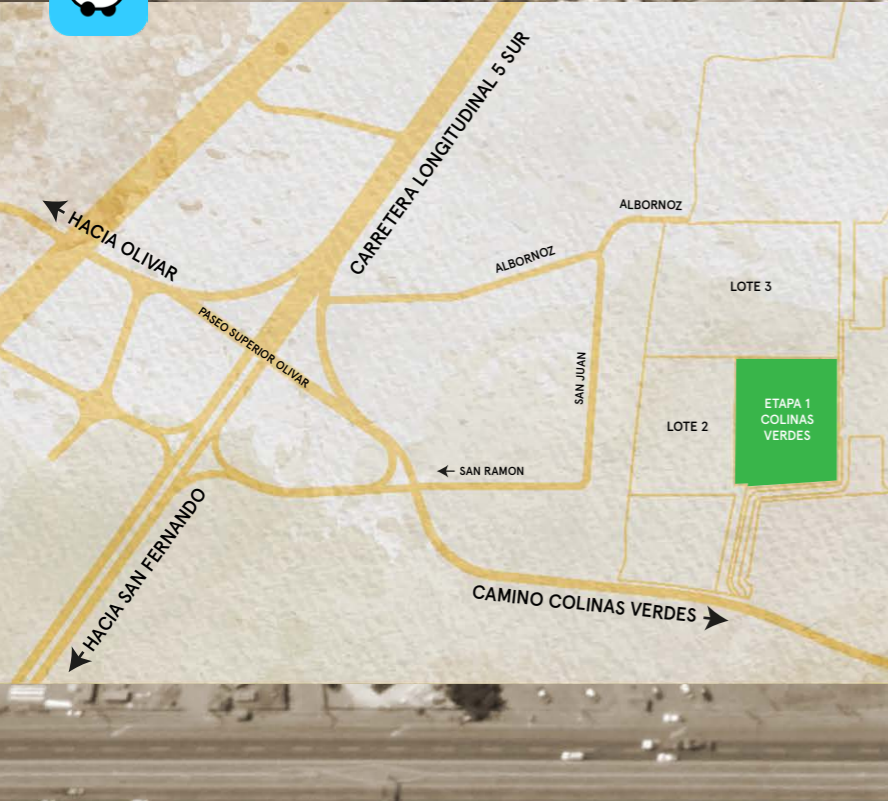 CARRETERA LONGITUDINAL 5 SUR
HACIA OLIVAR
ALBORNOZ
ALBORNOZ
LOTE 3
PASEO SUPERIOR OLIVAR
SAN JUAN
ETAPA 1
COLINAS
VERDES
LOTE 2
SAN RAMON
HACIA SAN FERNANDO
CAMINO COLINAS VERDES